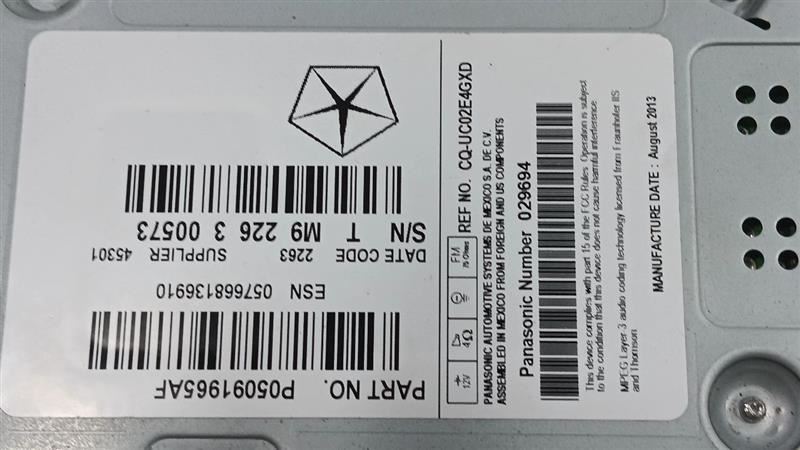 PART NO. P05091965AF
ESN 057668136910
DATE CODE 2263 SUPPLIER 45301
S/N T M9 226 3 00573
12V 4Ω FM 75 Ohms
REF NO. CQ-UC02E4GXD
PANASONIC AUTOMOTIVE SYSTEMS DE MEXICO S.A. DE C.V.
ASSEMBLED IN MEXICO FROM FOREIGN AND US COMPONENTS
Panasonic Number 029694
This device complies with part 15 of the FCC Rules. Operation is subject
to the condition that this device does not cause harmful interference
MPEG Layer 3 audio coding technology licensed from Fraunhofer IIS
and Thomson
MANUFACTURE DATE : August 2013